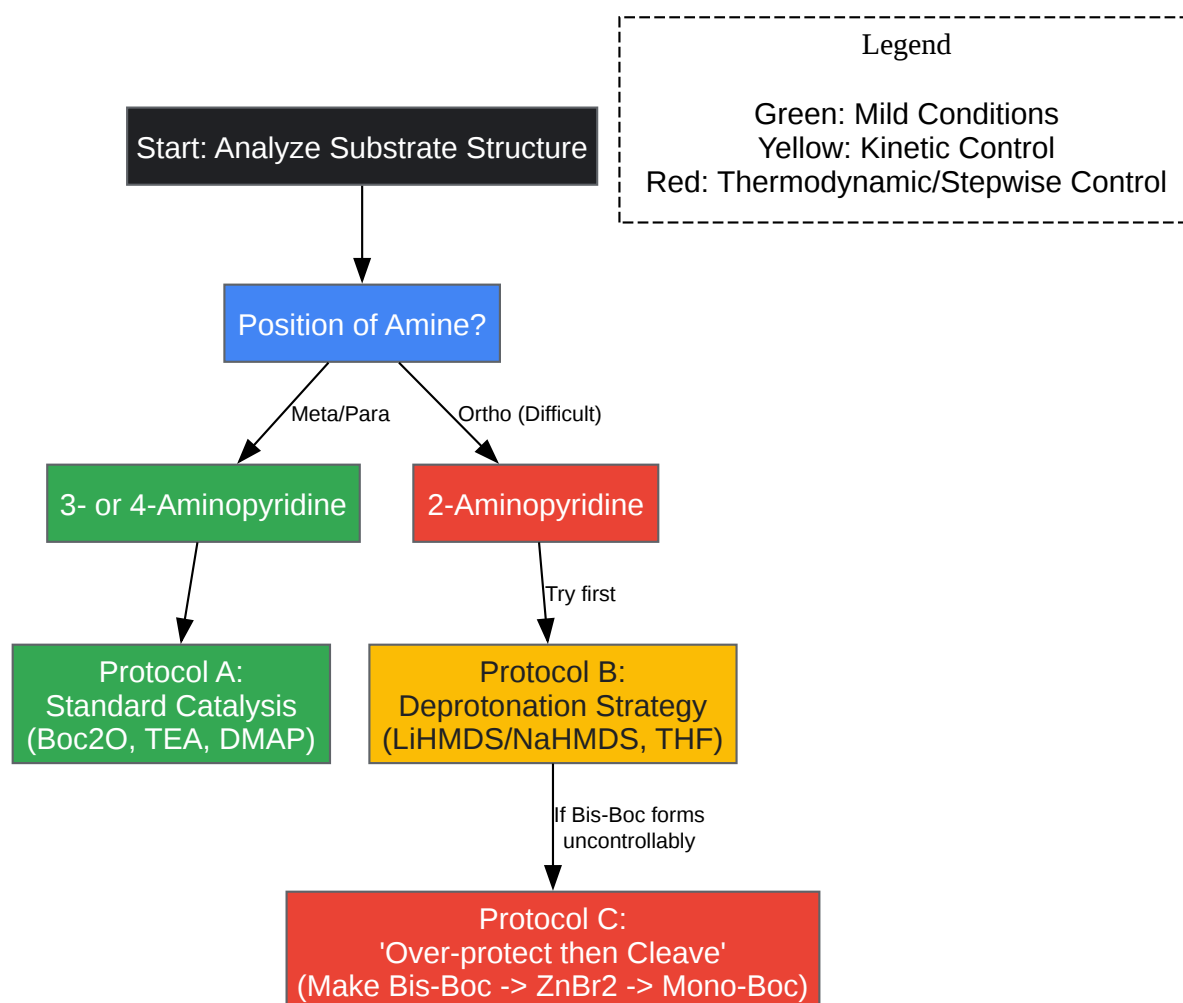 Legend
Green: Mild Conditions
Yellow: Kinetic Control
Red: Thermodynamic/Stepwise Control
Start: Analyze Substrate Structure
Position of Amine?
Meta/Para
Ortho (Difficult)
3- or 4-Aminopyridine
2-Aminopyridine
Try first
Protocol A:
Standard Catalysis
(Boc2O, TEA, DMAP)
Protocol B:
Deprotonation Strategy
(LiHMDS/NaHMDS, THF)
If Bis-Boc forms
uncontrollably
Protocol C:
'Over-protect then Cleave'
(Make Bis-Boc -> ZnBr2 -> Mono-Boc)